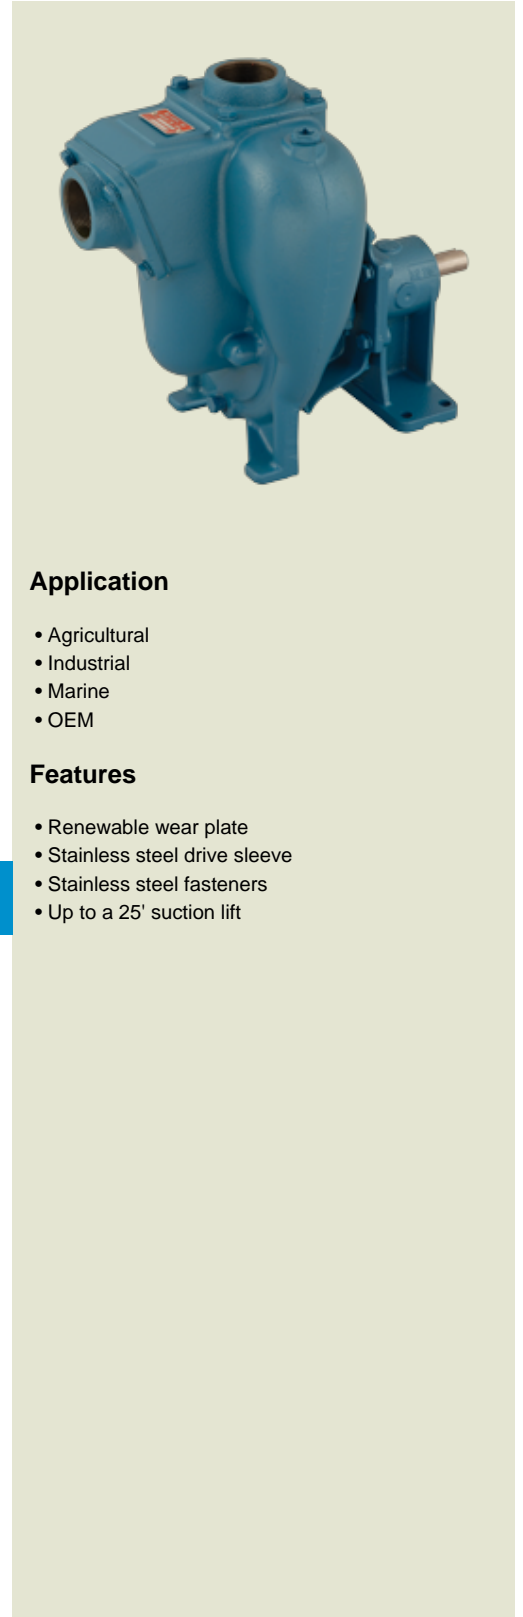 Application
• Agricultural
• Industrial
• Marine
• OEM
Features
• Renewable wear plate
• Stainless steel drive sleeve
• Stainless steel fasteners
• Up to a 25' suction lift